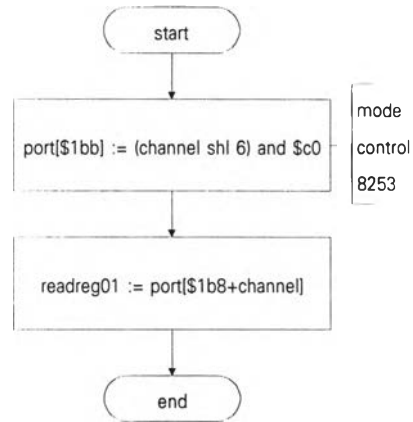 start
port[$1bb] := (channel shl 6) and $c0
mode
control
8253
readreg01 := port[$1b8+channel]
end